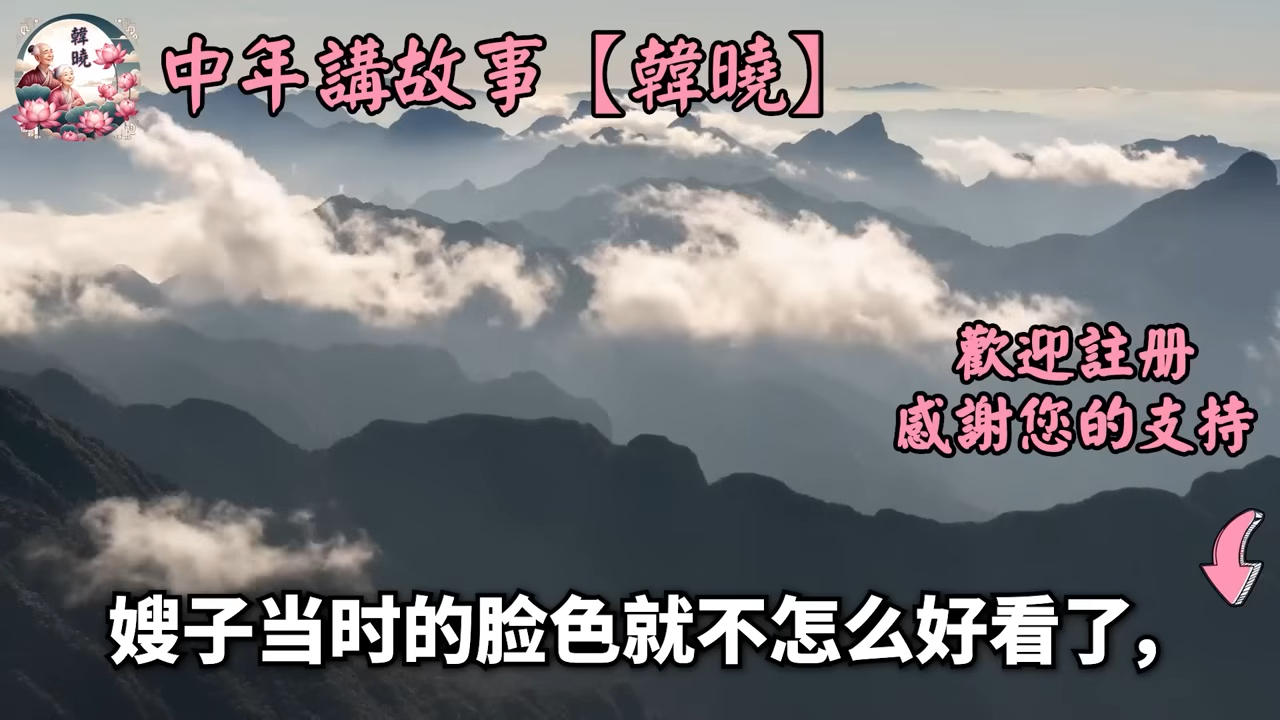 韓曉
中年講故事【韓曉】
歡迎註册
感謝您的支持
嫂子当时的脸色就不怎么好看了，